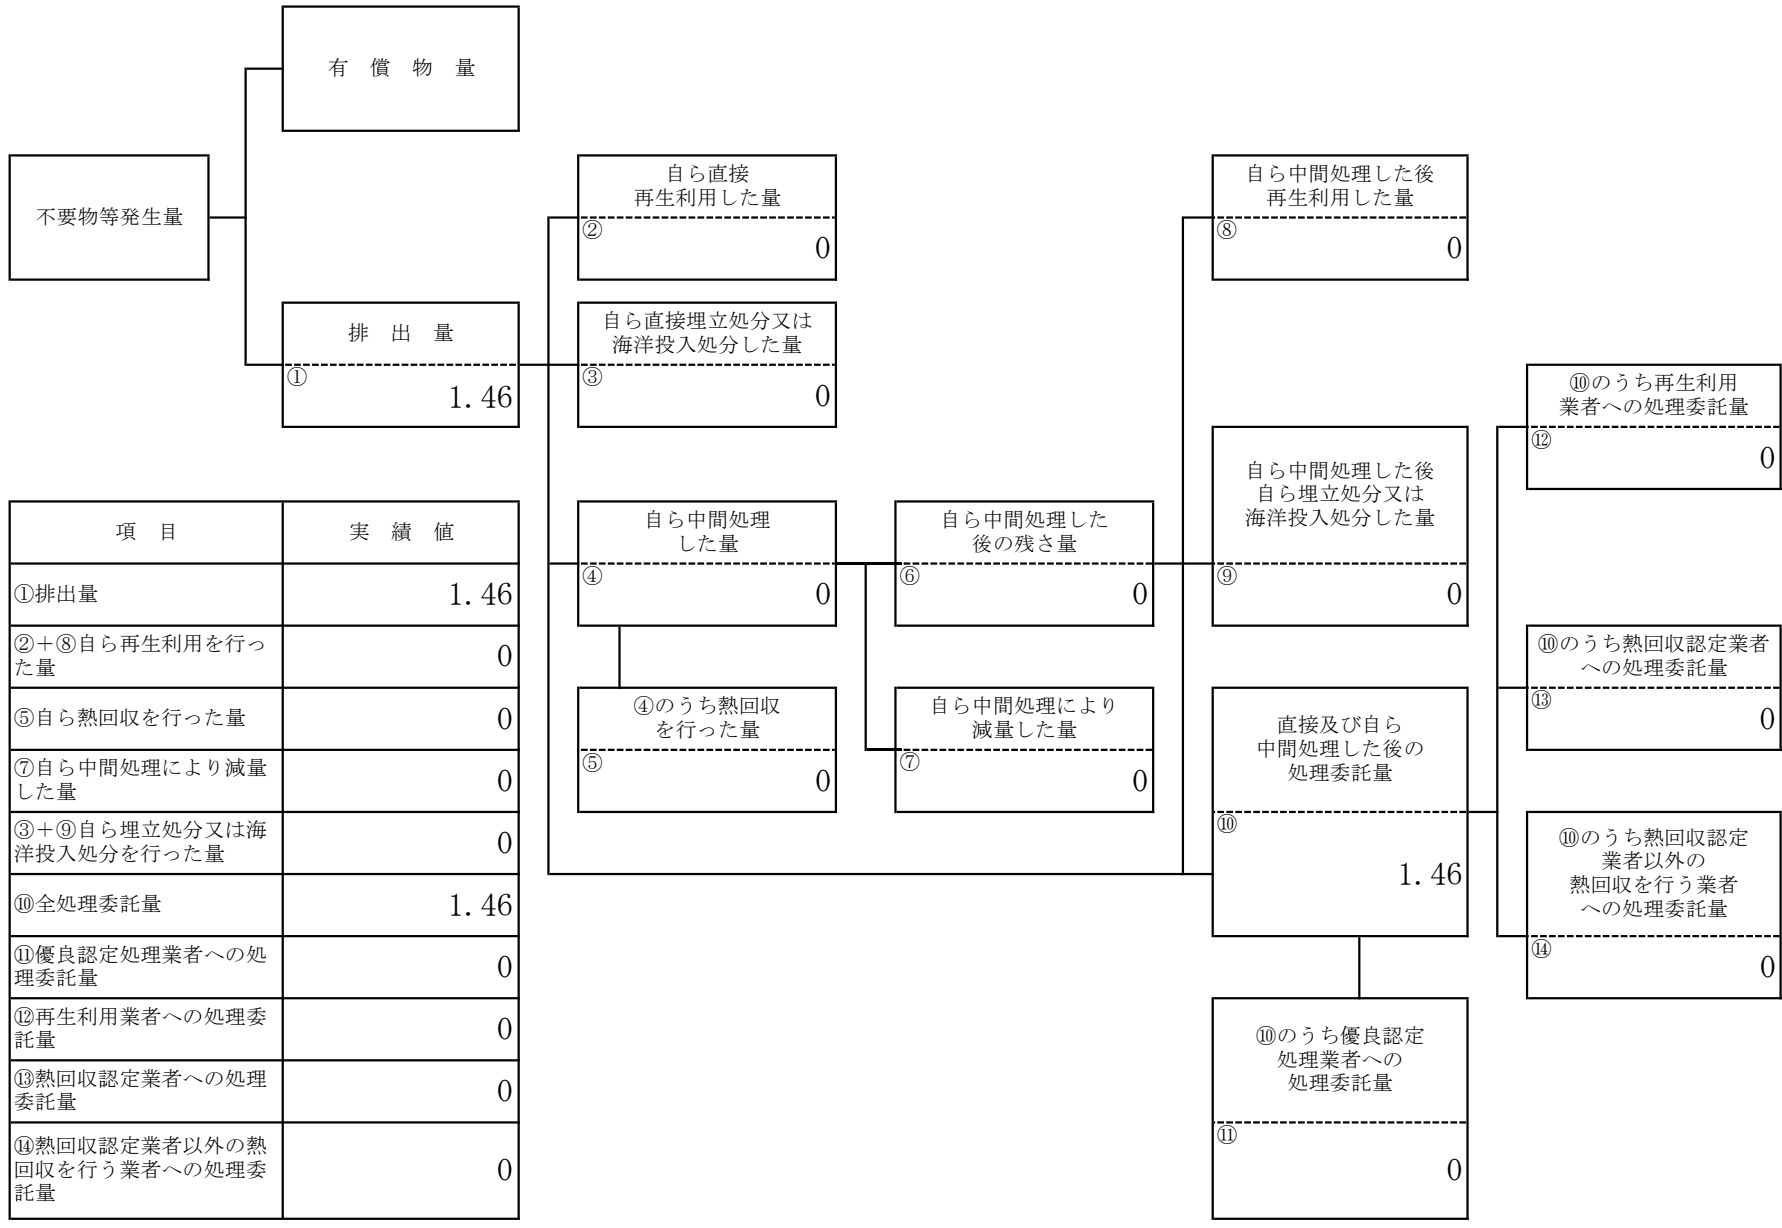 有　償　物　量
不要物等発生量
排　出　量
①
1.46
自ら直接
再生利用した量
②
0
自ら直接埋立処分又は
海洋投入処分した量
③
0
自ら中間処理
した量
④
0
④のうち熱回収
を行った量
⑤
0
自ら中間処理した
後の残さ量
⑥
0
自ら中間処理により
減量した量
⑦
0
自ら中間処理した後
再生利用した量
⑧
0
自ら中間処理した後
自ら埋立処分又は
海洋投入処分した量
⑨
0
直接及び自ら
中間処理した後の
処理委託量
⑩
1.46
⑩のうち優良認定
処理業者への
処理委託量
⑪
0
⑩のうち再生利用
業者への処理委託量
⑫
0
⑩のうち熱回収認定業者
への処理委託量
⑬
0
⑩のうち熱回収認定
業者以外の
熱回収を行う業者
への処理委託量
⑭
0
項　目　実　績　値
①排出量 1.46
②＋⑧自ら再生利用を行っ
た量 0
⑤自ら熱回収を行った量 0
⑦自ら中間処理により減量
した量 0
③＋⑨自ら埋立処分又は海
洋投入処分を行った量 0
⑩全処理委託量 1.46
⑪優良認定処理業者への処
理委託量 0
⑫再生利用業者への処理委
託量 0
⑬熱回収認定業者への処理
委託量 0
⑭熱回収認定業者以外の熱
回収を行う業者への処理委
託量 0